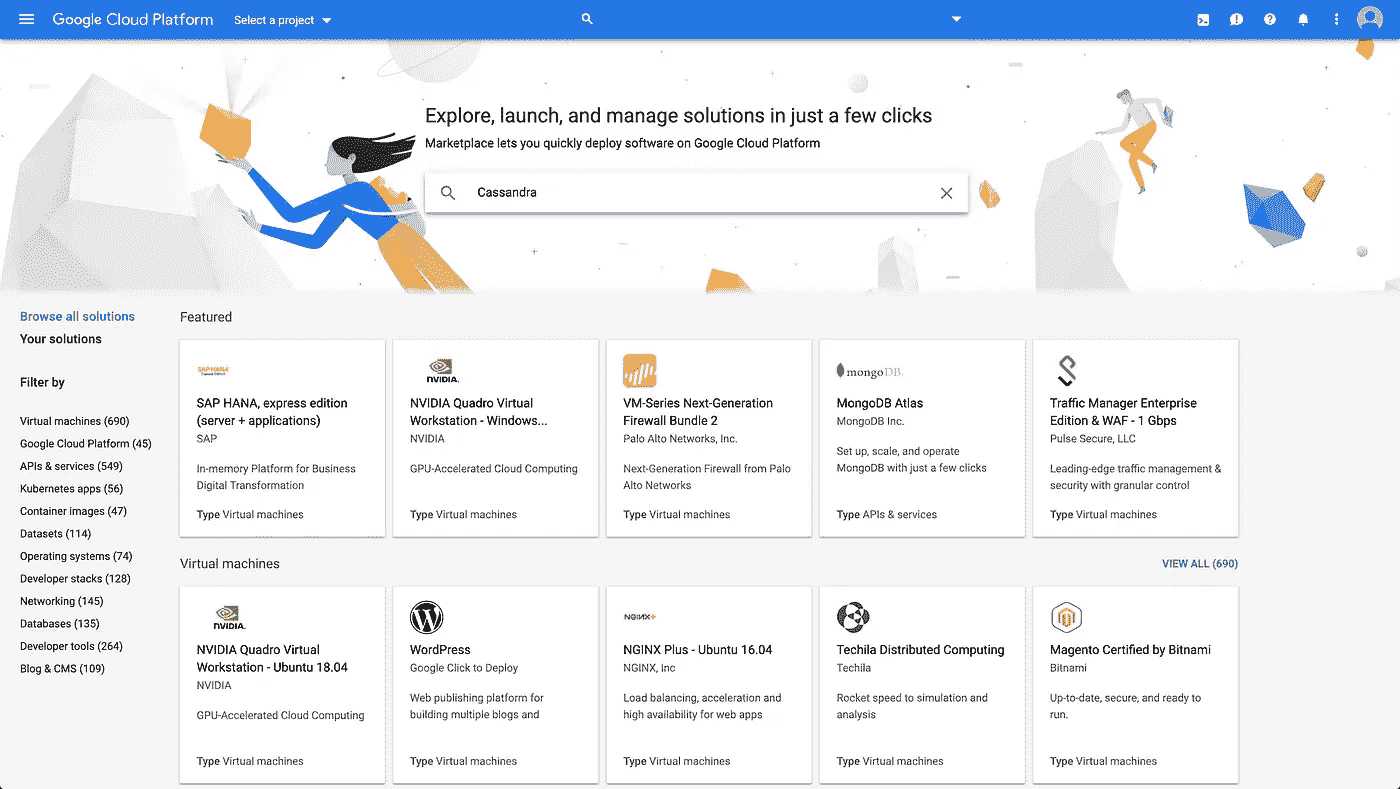 Google Cloud Platform
Select a project
Explore, launch, and manage solutions in just a few clicks
Marketplace lets you quickly deploy software on Google Cloud Platform
Cassandra
Browse all solutions
Your solutions
Filter by
Virtual machines (690)
Google Cloud Platform (45)
APIs & services (549)
Kubernetes apps (56)
Container images (47)
Datasets (114)
Operating systems (74)
Developer stacks (128)
Networking (145)
Databases (135)
Developer tools (264)
Blog & CMS (109)
Featured
SAP HANA
Express Edition
SAP HANA, express edition
(server + applications)
SAP
In-memory Platform for Business
Digital Transformation
Type Virtual machines
NVIDIA.
NVIDIA Quadro Virtual
Workstation - Windows...
NVIDIA
GPU-Accelerated Cloud Computing
Type Virtual machines
VM-Series Next-Generation
Firewall Bundle 2
Palo Alto Networks, Inc.
Next-Generation Firewall from Palo
Alto Networks
Type Virtual machines
mongoDB.
MongoDB Atlas
MongoDB Inc.
Set up, scale, and operate
MongoDB with just a few clicks
Type APIs & services
Traffic Manager Enterprise
Edition & WAF - 1 Gbps
Pulse Secure, LLC
Leading-edge traffic management &
security with granular control
Type Virtual machines
Virtual machines
VIEW ALL (690)
NVIDIA.
NVIDIA Quadro Virtual
Workstation - Ubuntu 18.04
NVIDIA
GPU-Accelerated Cloud Computing
Type Virtual machines
WordPress
Google Click to Deploy
Web publishing platform for
building multiple blogs and
Type Virtual machines
NGINX+
NGINX Plus - Ubuntu 16.04
NGINX, Inc
Load balancing, acceleration and
high availability for web apps
Type Virtual machines
Techila Distributed Computing
Techila
Rocket speed to simulation and
analysis
Type Virtual machines
Magento Certified by Bitnami
Bitnami
Up-to-date, secure, and ready to
run.
Type Virtual machines